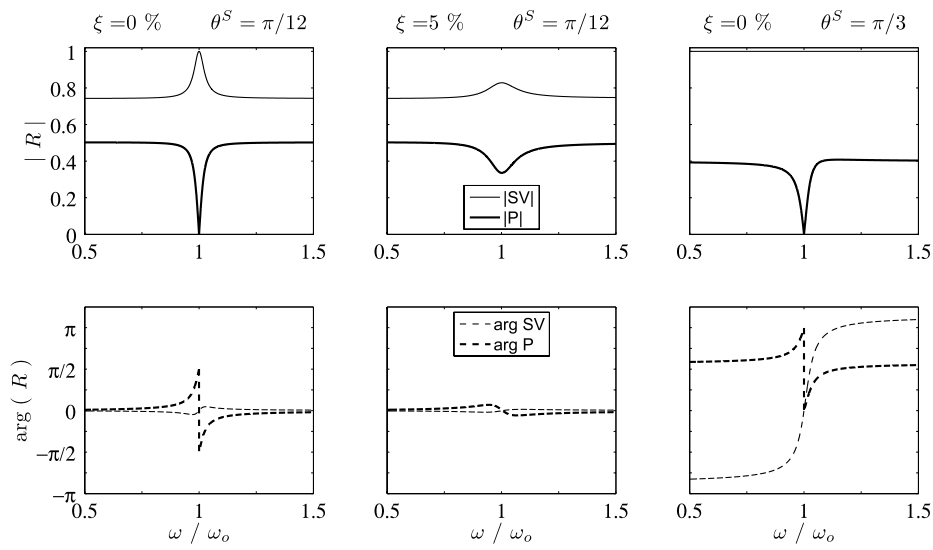 ξ =0 % θ^S = π/12
ξ =5 % θ^S = π/12
ξ =0 % θ^S = π/3
| R |
1
0.8
0.6
0.4
0.2
0
0.5 1 1.5
ω / ω_o
|SV|
|P|
0.5 1 1.5
ω / ω_o
0.5 1 1.5
ω / ω_o
arg ( R )
π
π/2
0
−π/2
−π
0.5 1 1.5
ω / ω_o
arg SV
arg P
0.5 1 1.5
ω / ω_o
0.5 1 1.5
ω / ω_o